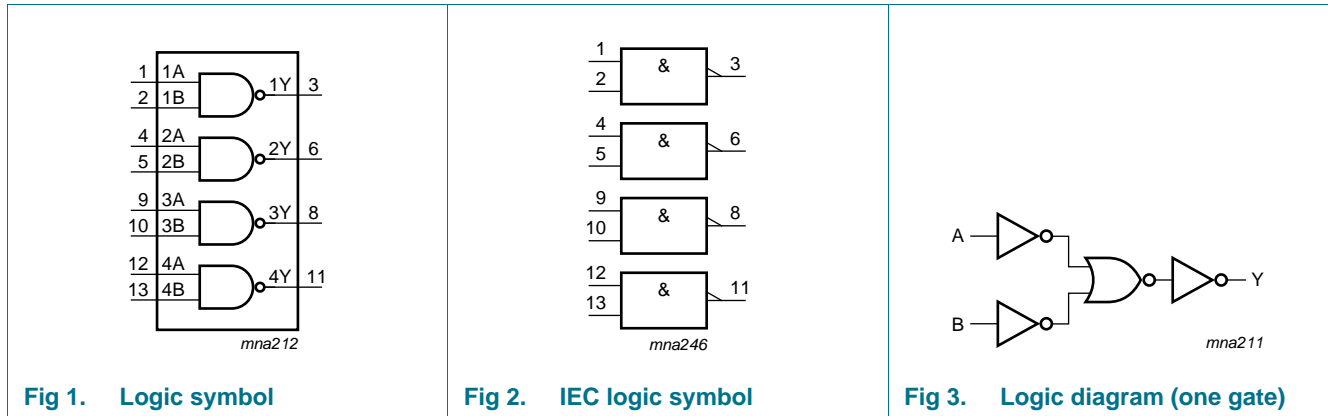 1 1A
1Y 3
2 1B
4 2A
2Y 6
5 2B
9 3A
3Y 8
10 3B
12 4A
4Y 11
13 4B
mna212
Fig 1. Logic symbol
1
&
3
2
4
&
6
5
9
&
8
10
12
&
11
13
mna246
Fig 2. IEC logic symbol
A
Y
B
mna211
Fig 3. Logic diagram (one gate)